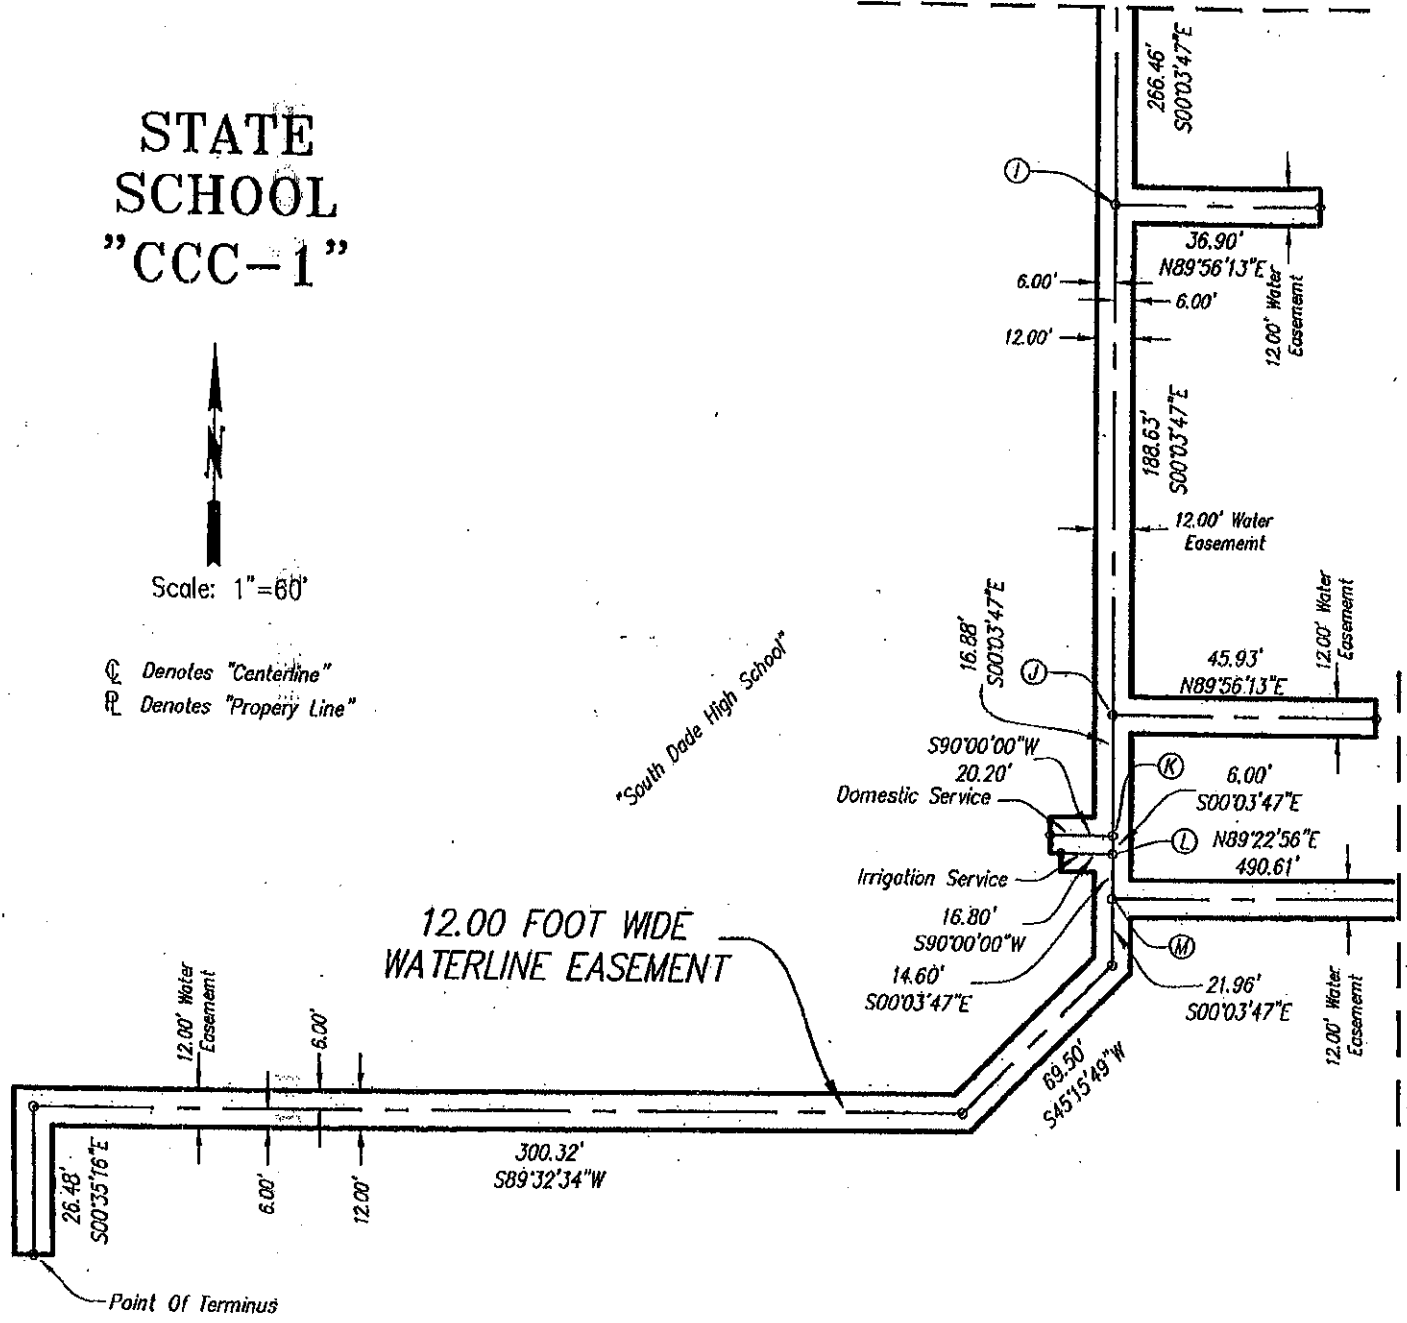 STATE
SCHOOL
"CCC-1"
N
Scale: 1"=60'
℄ Denotes "Centerline"
⅊ Denotes "Propery Line"
266.46'
S00°03'47"E
I
36.90'
N89°56'13"E
12.00' Water
Easememt
6.00'
6.00'
12.00'
188.63'
S00°03'47"E
12.00' Water
Easememt
16.88'
S00°03'47"E
J
45.93'
N89°56'13"E
12.00' Water
Easememt
"South Dade High School"
S90°00'00"W
20.20'
Domestic Service
K
6.00'
S00°03'47"E
L
N89°22'56"E
490.61'
Irrigation Service
16.80'
S90°00'00"W
M
14.60'
S00°03'47"E
21.96'
S00°03'47"E
12.00' Water
Easememt
12.00 FOOT WIDE
WATERLINE EASEMENT
12.00' Water
Easememt
6.00'
69.50'
S45°15'49"W
300.32'
S89°32'34"W
26.48'
S00°35'16"E
6.00'
12.00'
Point Of Terminus